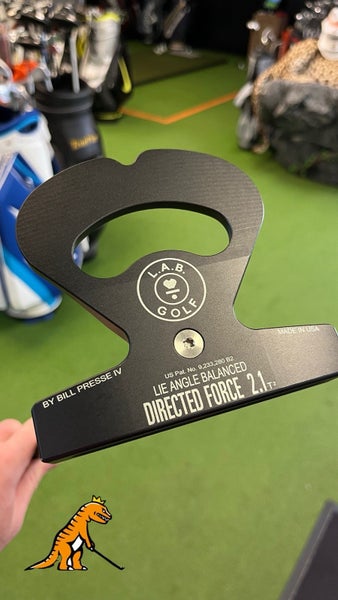 L.A.B.
GOLF
MADE IN USA
US Pat. No. 9,233,280 B2
BY BILL PRESSE IV
LIE ANGLE BALANCED
DIRECTED FORCE 2.1 T²